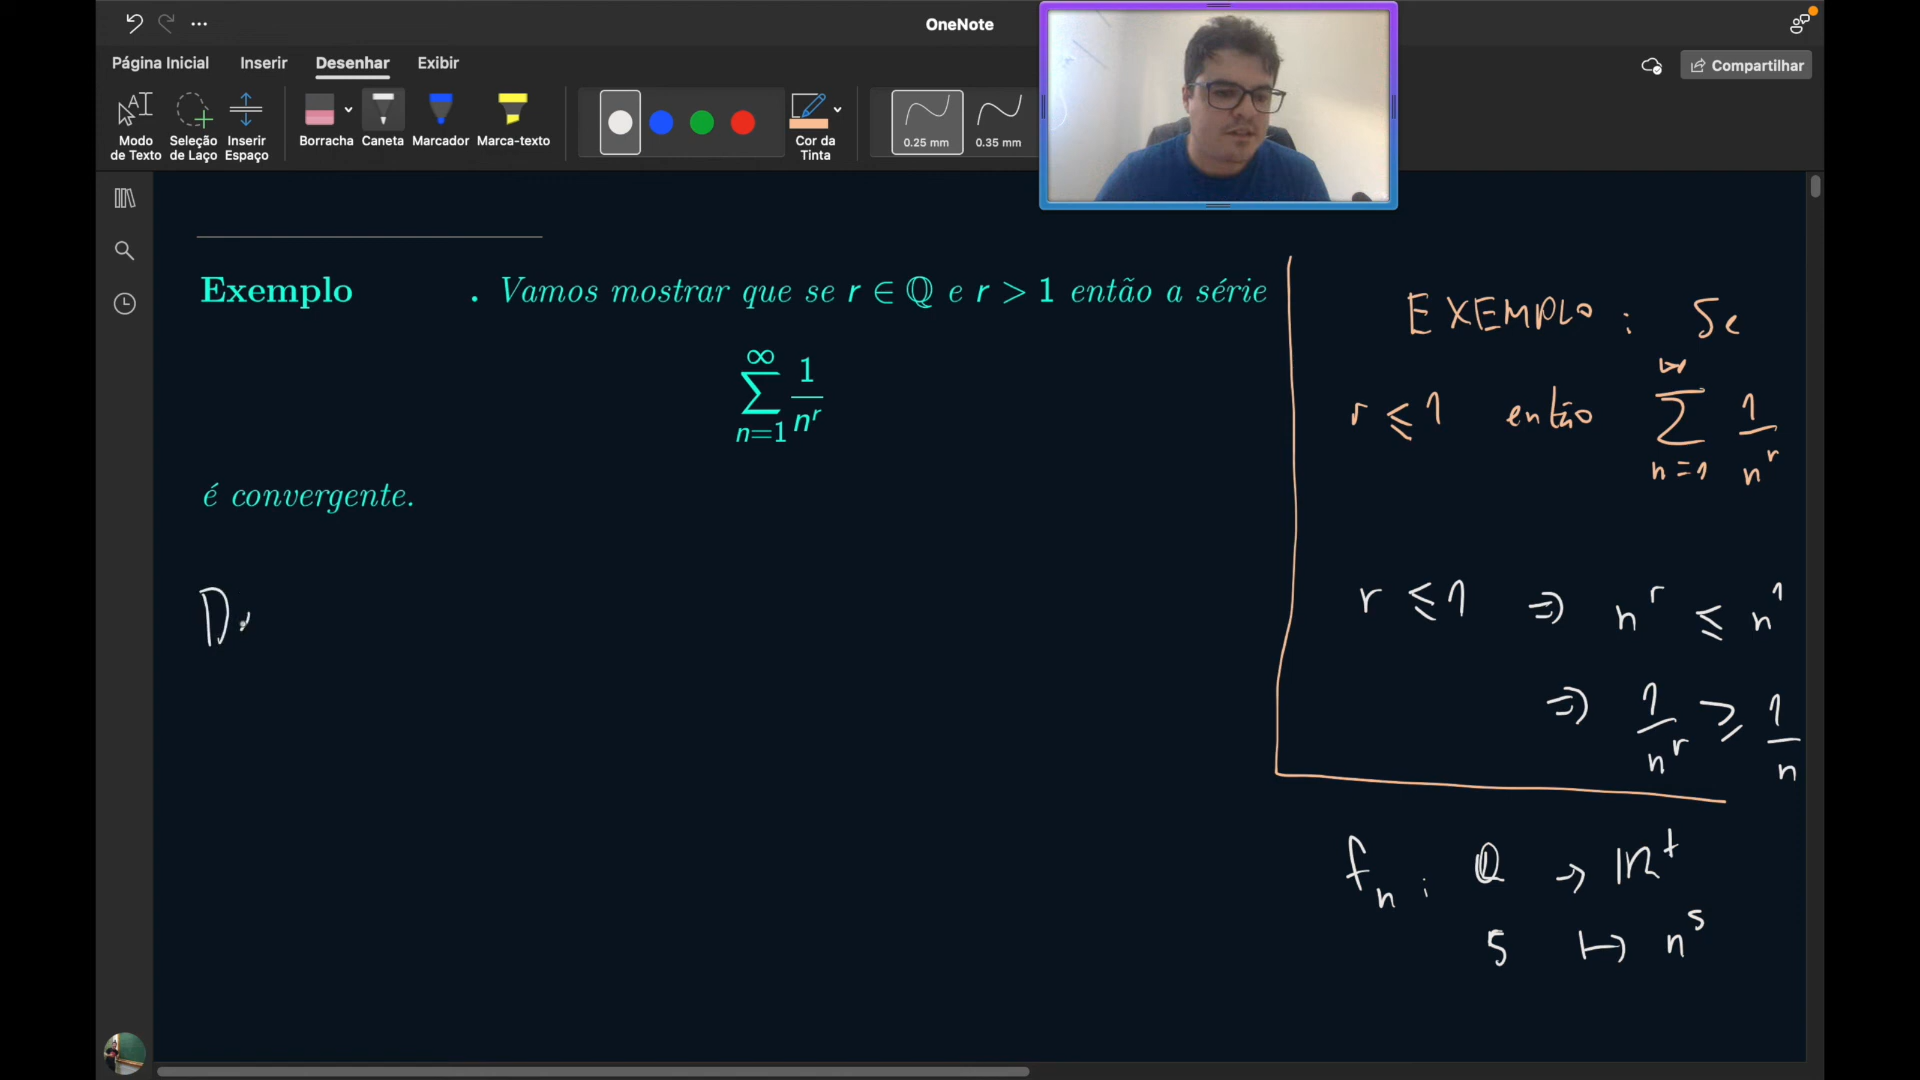 OneNote
Página Inicial Inserir Desenhar Exibir
Compartilhar
Modo de Texto
Seleção de Laço
Inserir Espaço
Borracha
Caneta
Marcador
Marca-texto
Cor da Tinta
0.25 mm
0.35 mm
Exemplo . Vamos mostrar que se r ∈ ℚ e r > 1 então a série
∞
∑ 1/n^r
n=1
é convergente.
D
EXEMPLO : Se
r ≤ 1 então ∑_{n=1}^{∞} 1/n^r
r ≤ 1 ⇒ n^r ≤ n^1
⇒ 1/n^r ≥ 1/n
f_n : ℚ → ℝ^+
s ↦ n^s